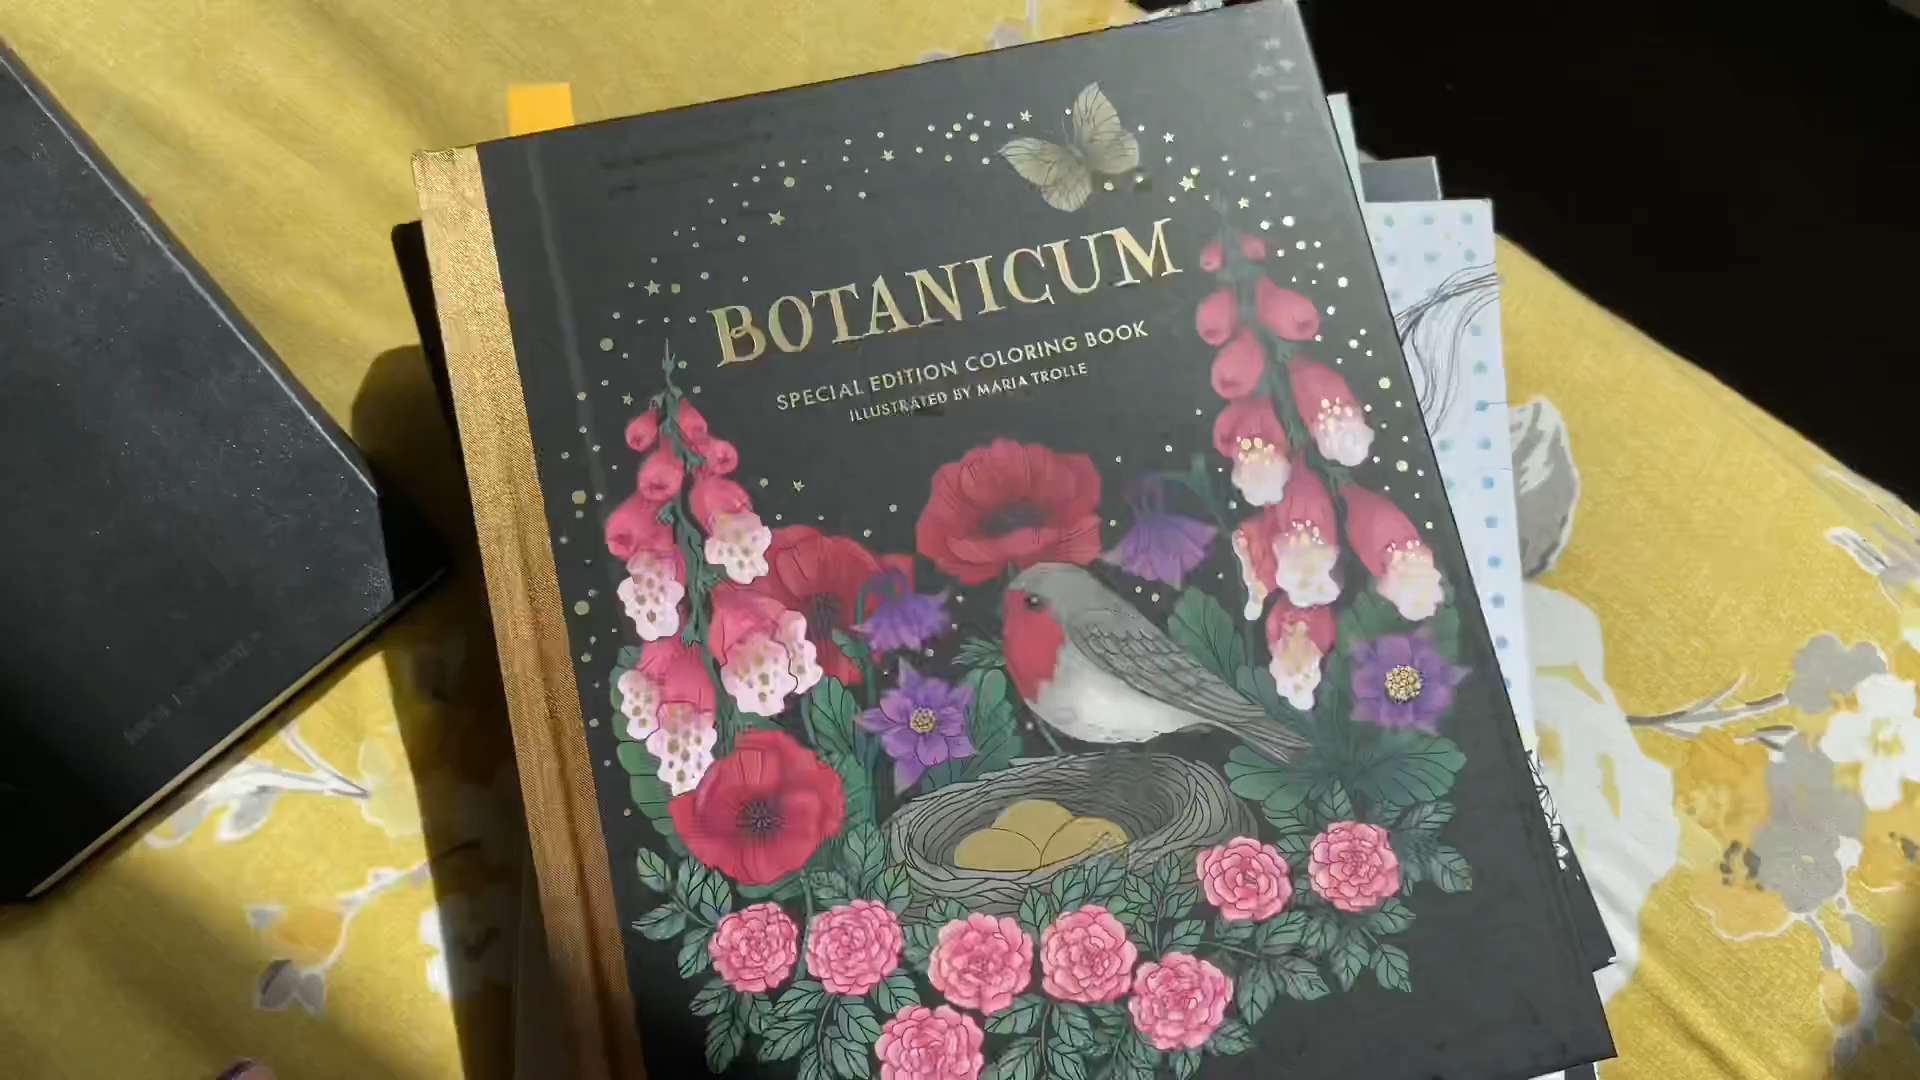 BOTANICUM
SPECIAL EDITION COLORING BOOK
ILLUSTRATED BY MARIA TROLLE